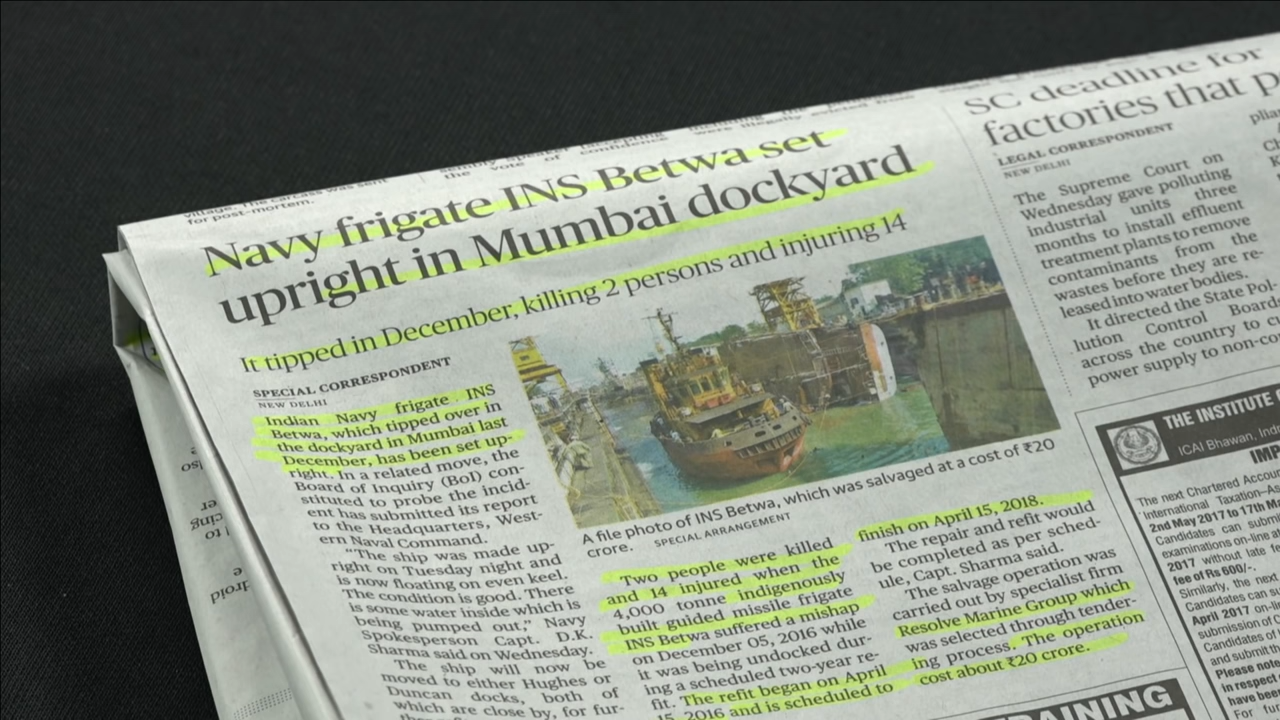 village. The carcass was sent
for post-mortem.
the vote of confidence
were illegally evicted
Navy frigate INS Betwa set
upright in Mumbai dockyard
It tipped in December, killing 2 persons and injuring 14
SPECIAL CORRESPONDENT
NEW DELHI
Indian Navy frigate INS
Betwa, which tipped over in
the dockyard in Mumbai last
December, has been set up-
right. In a related move, the
Board of Inquiry (BoI) con-
stituted to probe the incid-
ent has submitted its report
to the Headquarters, West-
ern Naval Command.
“The ship was made up-
right on Tuesday night and
is now floating on even keel.
The condition is good. There
is some water inside which is
being pumped out,” Navy
Spokesperson Capt. D.K.
Sharma said on Wednesday.
The ship will now be
moved to either Hughes or
Duncan docks, both of
which are close by, for fur-
A file photo of INS Betwa, which was salvaged at a cost of ₹20
crore. SPECIAL ARRANGEMENT
Two people were killed
and 14 injured when the
4,000 tonne indigenously
built guided missile frigate
INS Betwa suffered a mishap
on December 05, 2016 while
it was being undocked dur-
ing a scheduled two-year re-
fit. The refit began on April
15, 2016 and is scheduled to
finish on April 15, 2018.
The repair and refit would
be completed as per sched-
ule, Capt. Sharma said.
The salvage operation was
carried out by specialist firm
Resolve Marine Group which
was selected through tender-
ing process. The operation
cost about ₹20 crore.
SC deadline for
factories that
LEGAL CORRESPONDENT
NEW DELHI
The Supreme Court on
Wednesday gave polluting
industrial units three
months to install effluent
treatment plants to remove
contaminants from the
wastes before they are re-
leased into water bodies.
It directed the State Pol-
lution Control Board
across the country to
power supply to non-
THE INSTITUTE
ICAI Bhawan,
The next Chartered
International Taxation-
2nd May 2017 to 17th
Candidates can
examinations on-line
2017 without late
fee of Rs 600/-.
Similarly, the next
Candidates can
April 2017 on-
submission of
Candidates
and submit the
Please note
in respect
have been
For
TRAINING